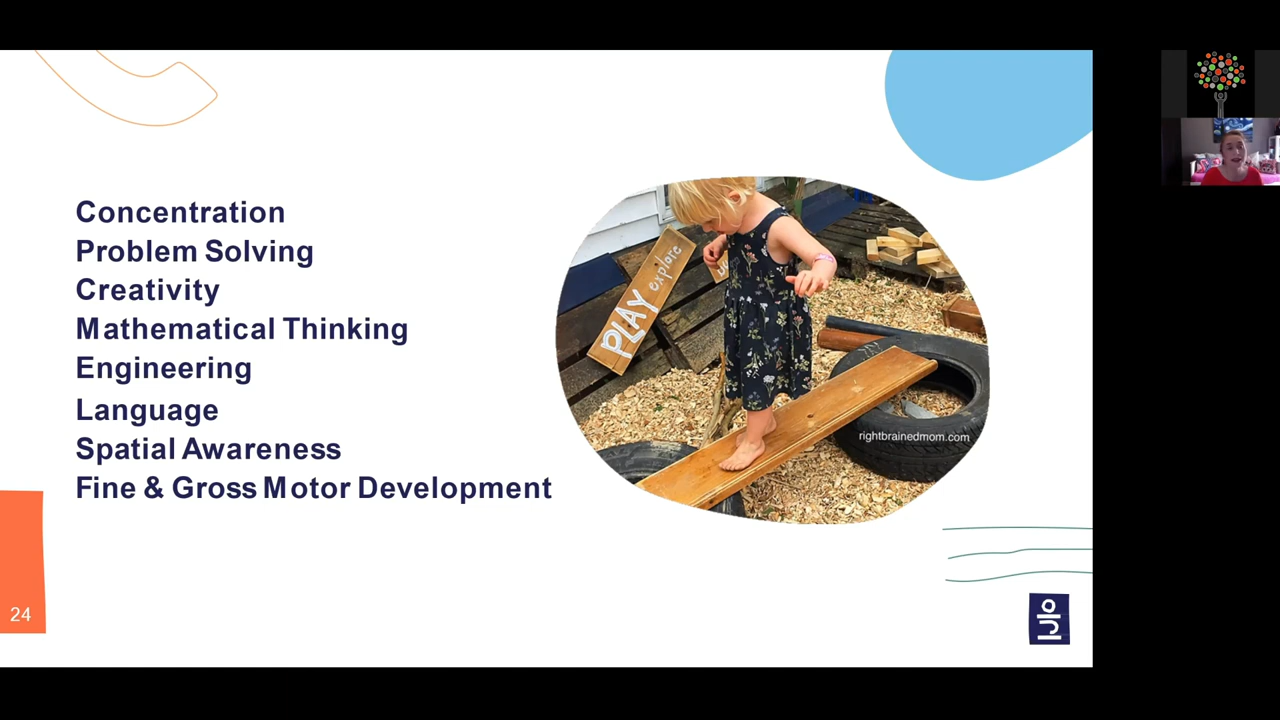 Concentration
Problem Solving
Creativity
Mathematical Thinking
Engineering
Language
Spatial Awareness
Fine & Gross Motor Development
PLAY explore
rightbrainedmom.com
24